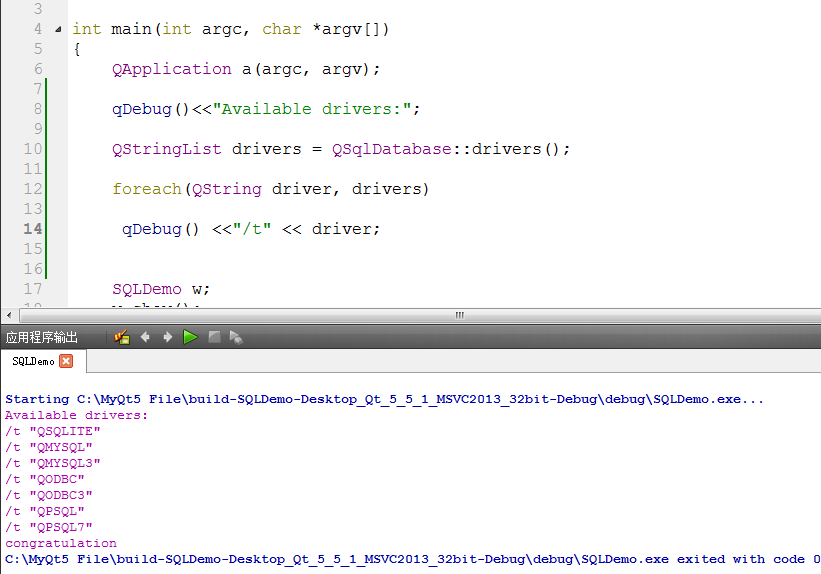 3
4 int main(int argc, char *argv[])
5 {
6 QApplication a(argc, argv);
7
8 qDebug()<<"Available drivers:";
9
10 QStringList drivers = QSqlDatabase::drivers();
11
12 foreach(QString driver, drivers)
13
14 qDebug() <<"/t" << driver;
15
16
17 SQLDemo w;
应用程序输出
SQLDemo
Starting C:\MyQt5 File\build-SQLDemo-Desktop_Qt_5_5_1_MSVC2013_32bit-Debug\debug\SQLDemo.exe...
Available drivers:
/t "QSQLITE"
/t "QMYSQL"
/t "QMYSQL3"
/t "QODBC"
/t "QODBC3"
/t "QPSQL"
/t "QPSQL7"
congratulation
C:\MyQt5 File\build-SQLDemo-Desktop_Qt_5_5_1_MSVC2013_32bit-Debug\debug\SQLDemo.exe exited with code 0